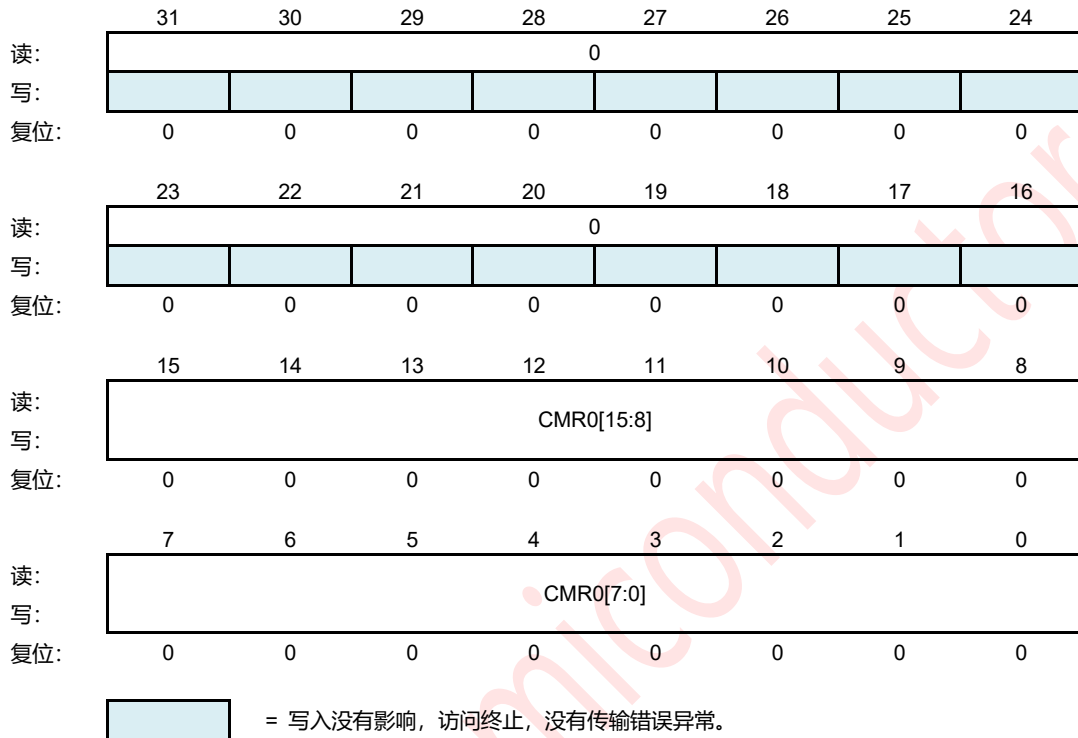 31 30 29 28 27 26 25 24
读: 0
写:
复位: 0 0 0 0 0 0 0 0
23 22 21 20 19 18 17 16
读: 0
写:
复位: 0 0 0 0 0 0 0 0
15 14 13 12 11 10 9 8
读:
CMR0[15:8]
写:
复位: 0 0 0 0 0 0 0 0
7 6 5 4 3 2 1 0
读:
CMR0[7:0]
写:
复位: 0 0 0 0 0 0 0 0
= 写入没有影响，访问终止，没有传输错误异常。
miconductor